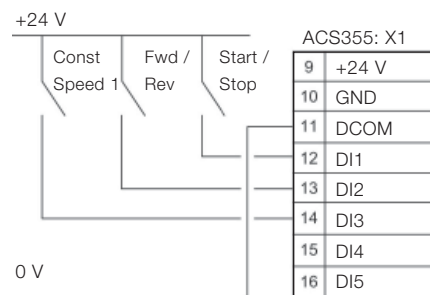 +24 V
Const Speed 1
Fwd / Rev
Start / Stop
ACS355: X1
9 +24 V
10 GND
11 DCOM
12 DI1
13 DI2
14 DI3
15 DI4
16 DI5
0 V